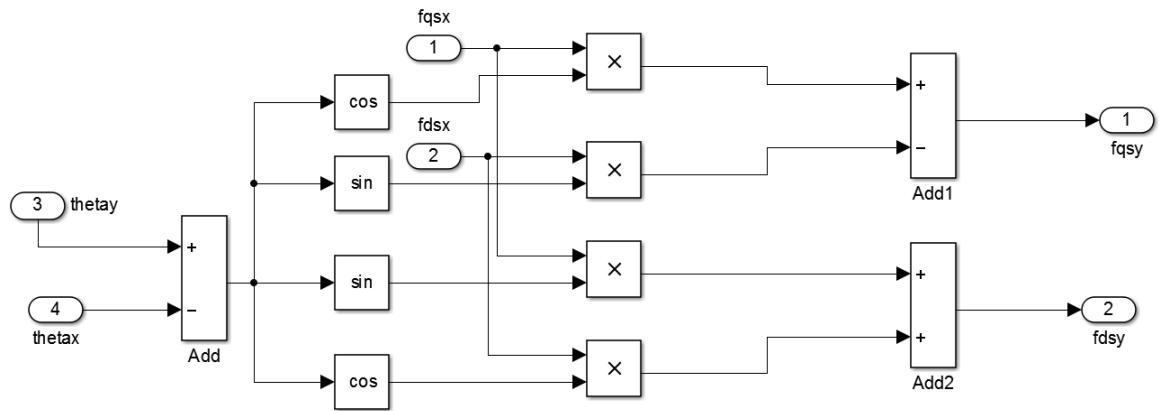 fqsx
1
×
cos
+
1
fdsx
−
fqsy
2
×
Add1
sin
3 thetay
+
×
+
sin
4
−
2
thetax
+
fdsy
Add
×
Add2
cos